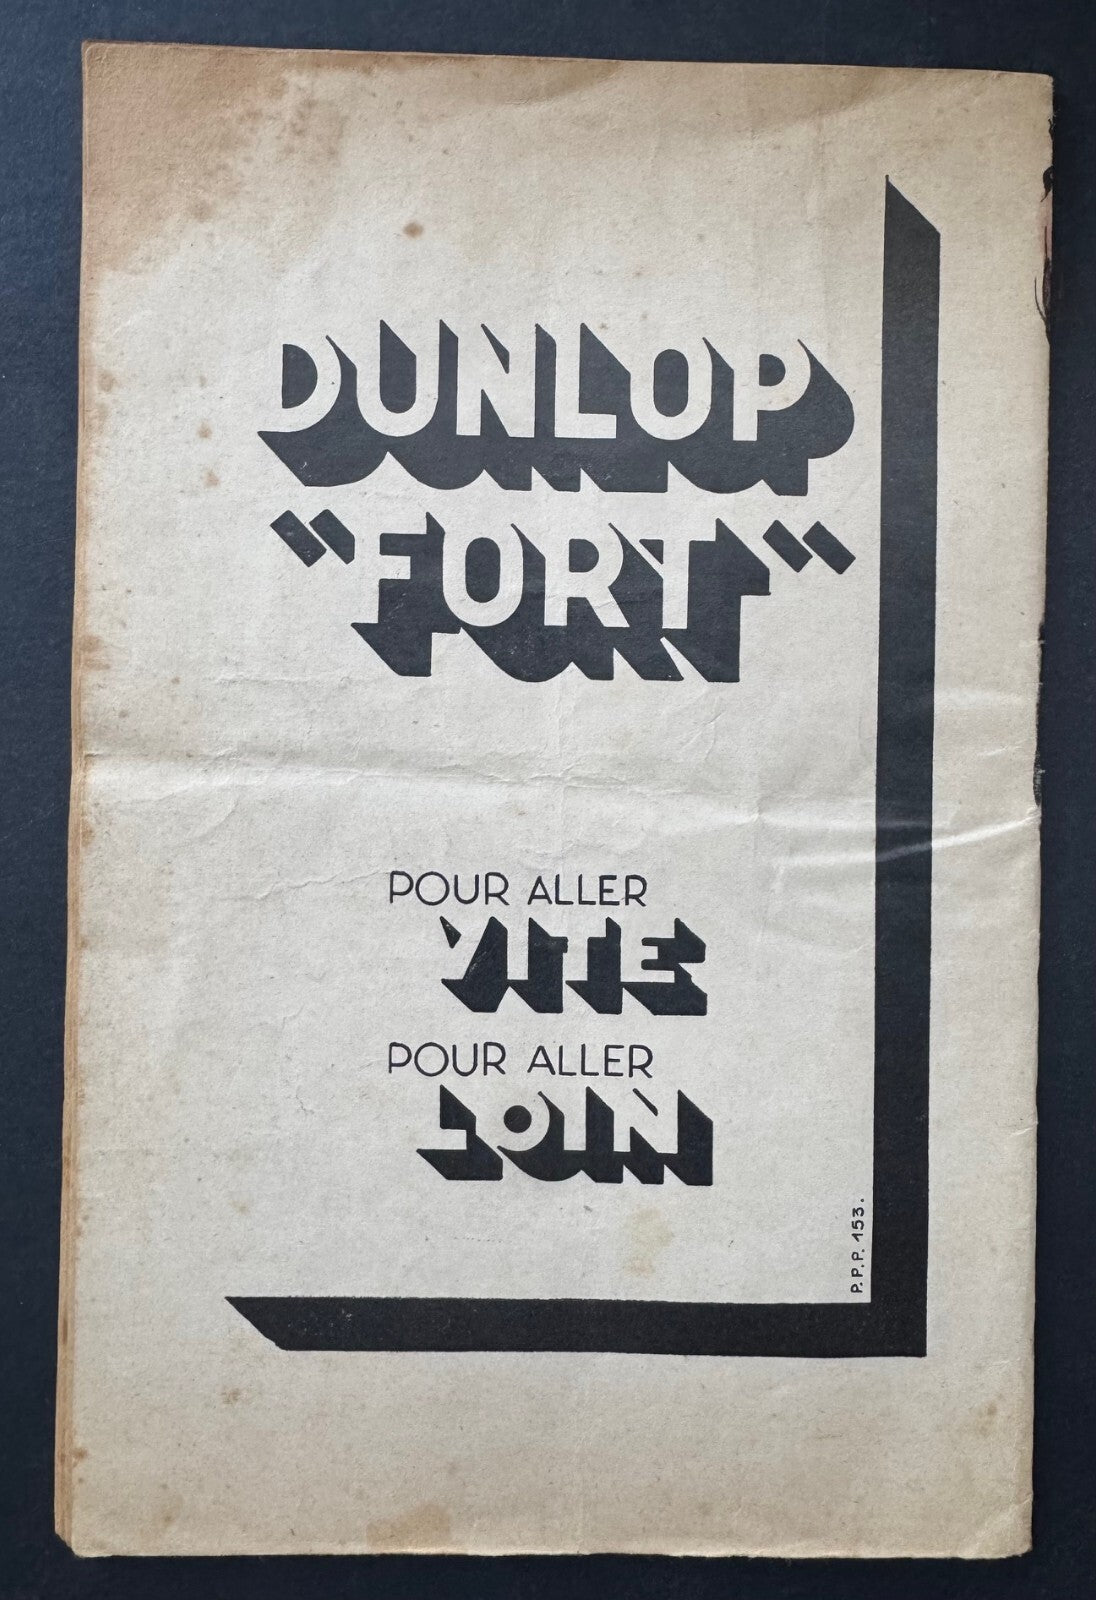 DUNLOP
"FORT"
POUR ALLER
VITE
POUR ALLER
LOIN
P.P.P. 153.